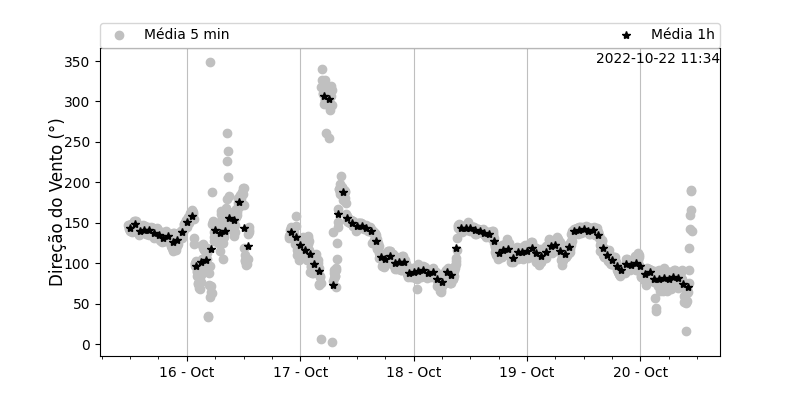 Média 5 min
Média 1h
2022-10-22 11:34
Direção do Vento (°)
350
300
250
200
150
100
50
0
16 - Oct
17 - Oct
18 - Oct
19 - Oct
20 - Oct